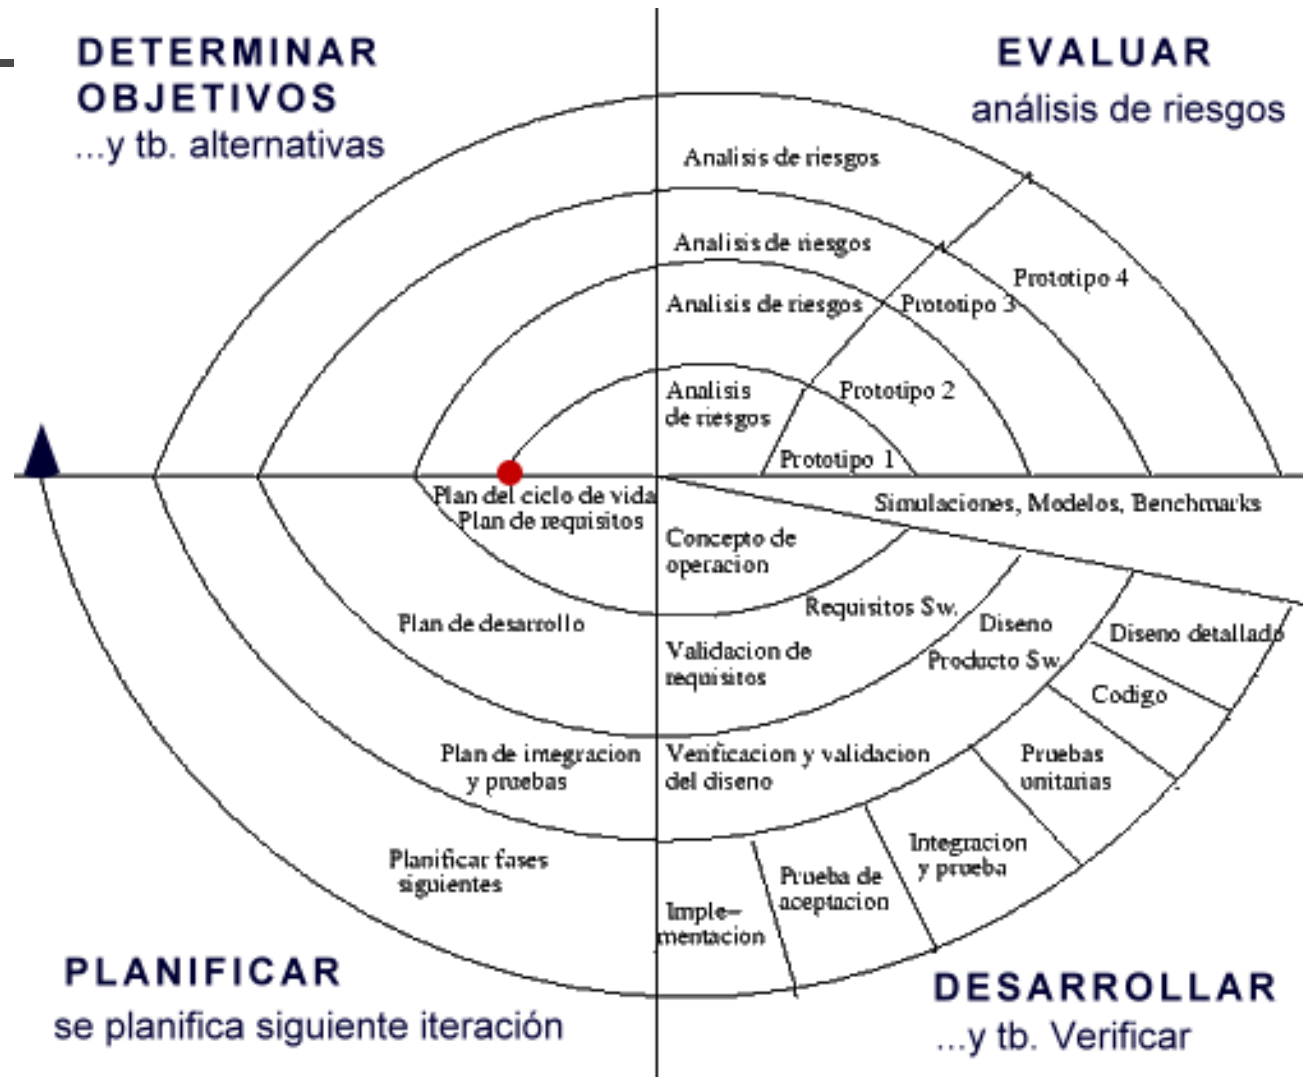 DETERMINAR
OBJETIVOS
...y tb. alternativas
EVALUAR
análisis de riesgos
Analisis de riesgos
Analisis de riesgos
Analisis de riesgos
Analisis
de riesgos
Prototipo 4
Prototipo 3
Prototipo 2
Prototipo 1
Plan del ciclo de vida
Plan de requisitos
Simulaciones, Modelos, Benchmarks
Concepto de
operacion
Requisitos Sw.
Diseno
Producto Sw.
Diseno detallado
Plan de desarrollo
Validacion de
requisitos
Codigo
Plan de integracion
y pruebas
Verificacion y validacion
del diseno
Pruebas
unitarias
Integracion
y prueba
Planificar fases
siguientes
Prueba de
aceptacion
Imple-
mentacion
PLANIFICAR
se planifica siguiente iteración
DESARROLLAR
...y tb. Verificar